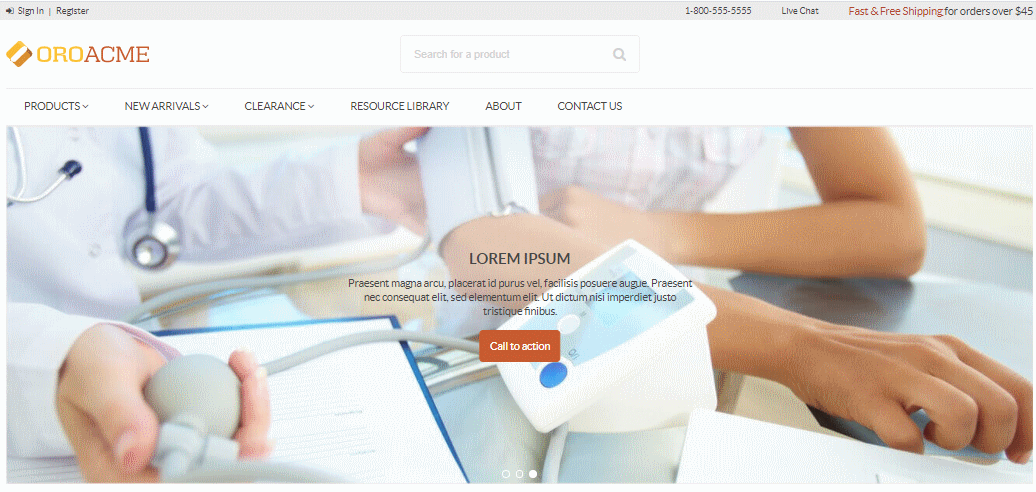 Sign In | Register
1-800-555-5555
Live Chat
Fast & Free Shipping for orders over $45
OROACME
Search for a product
PRODUCTS
NEW ARRIVALS
CLEARANCE
RESOURCE LIBRARY
ABOUT
CONTACT US
LOREM IPSUM
Praesent magna arcu, placerat id purus vel, facilisis posuere augue. Praesent
nec consequat elit, sed elementum elit. Ut dictum nisi imperdiet justo
tristique finibus.
Call to action